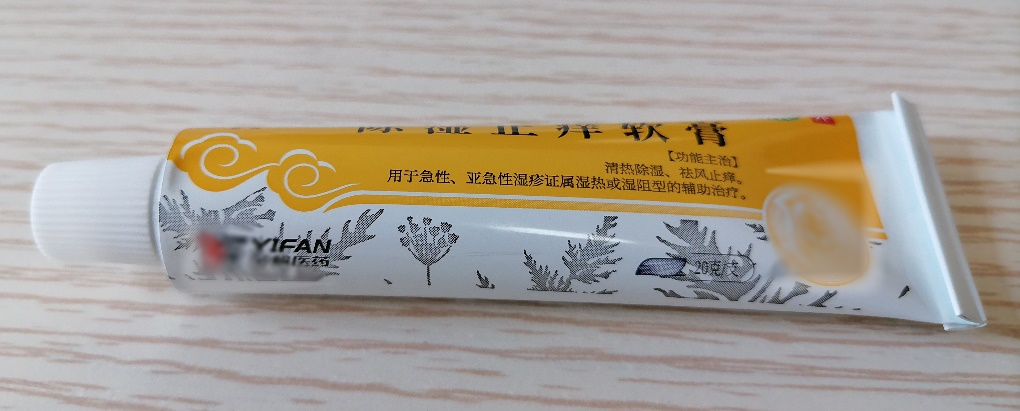 除湿止痒软膏
【功能主治】
清热除湿、祛风止痒。
用于急性、亚急性湿疹证属湿热或湿阻型的辅助治疗。
YIFAN
医药
20克/支